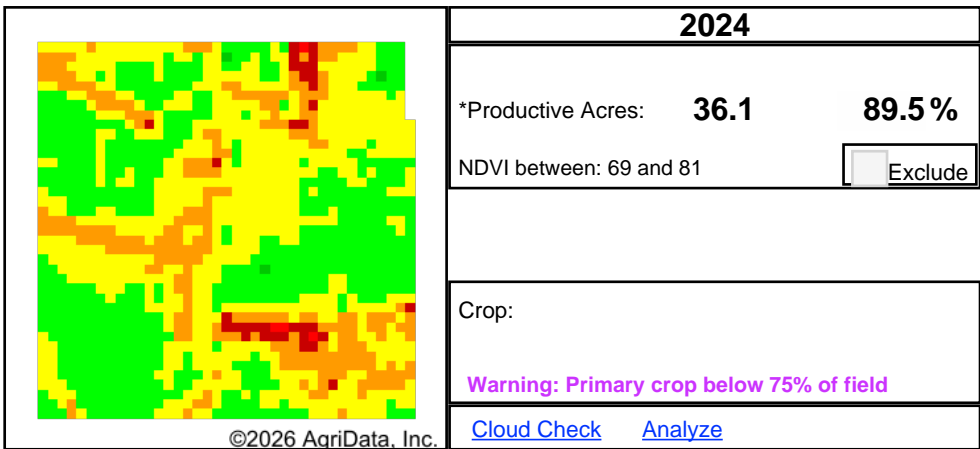 2024
*Productive Acres: 36.1 89.5 %
NDVI between: 69 and 81
Exclude
Crop:
Warning: Primary crop below 75% of field
©2026 AgriData, Inc.
Cloud Check Analyze